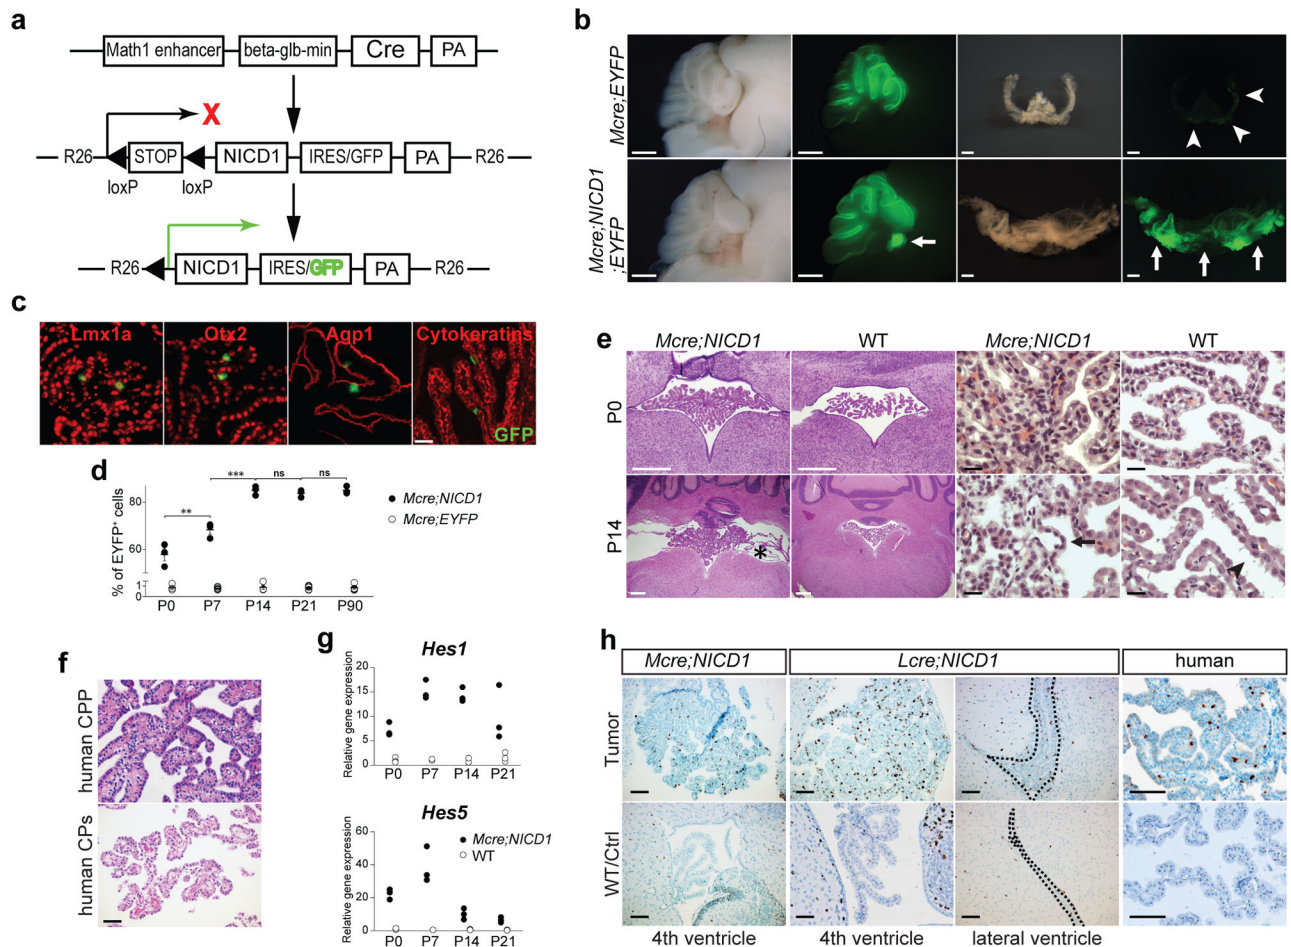 a
Math1 enhancer
beta-glb-min
Cre
PA
X
R26
STOP
NICD1
IRES/GFP
PA
R26
loxP
loxP
R26
NICD1
IRES/GFP
PA
R26
b
Mcre;EYFP
Mcre;NICD1
;EYFP
c
Lmx1a
Otx2
Aqp1
Cytokeratins
GFP
d
% of EYFP+ cells
80
60
1
0
**
***
ns
ns
P0 P7 P14 P21 P90
Mcre;NICD1
Mcre;EYFP
e
Mcre;NICD1
WT
Mcre;NICD1
WT
P0
P14
*
f
human CPP
human CPs
g
Hes1
Relative gene expression
20
15
10
5
0
P0 P7 P14 P21
Hes5
Relative gene expression
60
40
20
0
P0 P7 P14 P21
Mcre;NICD1
WT
h
Mcre;NICD1
Lcre;NICD1
human
Tumor
WT/Ctrl
4th ventricle
4th ventricle
lateral ventricle